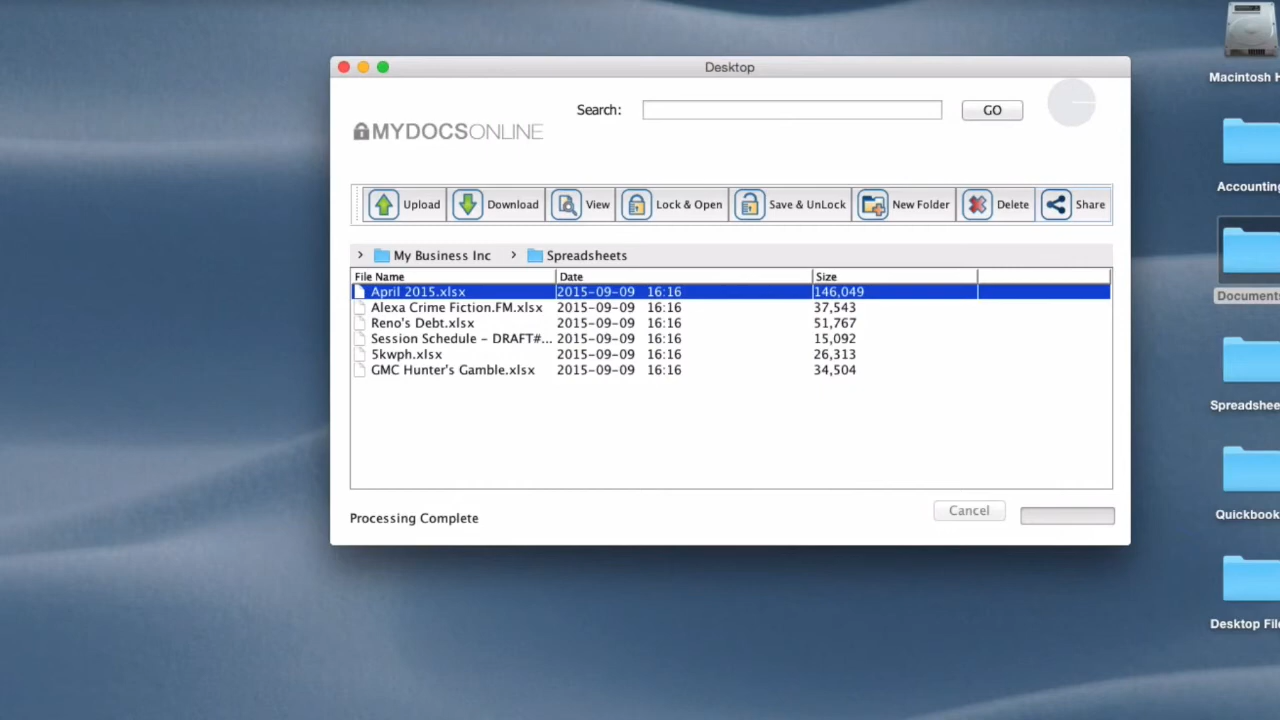 Desktop
Macintosh H
Search: GO
MYDOCSONLINE
Accounting
Upload Download View Lock & Open Save & UnLock New Folder Delete Share
My Business Inc Spreadsheets
File Name Date Size
April 2015.xlsx 2015-09-09 16:16 146,049
Documents
Alexa Crime Fiction.FM.xlsx 2015-09-09 16:16 37,543
Reno's Debt.xlsx 2015-09-09 16:16 51,767
Session Schedule - DRAFT#... 2015-09-09 16:16 15,092
5kwph.xlsx 2015-09-09 16:16 26,313
GMC Hunter's Gamble.xlsx 2015-09-09 16:16 34,504
Spreadshee
Cancel
Processing Complete
Quickbook
Desktop File